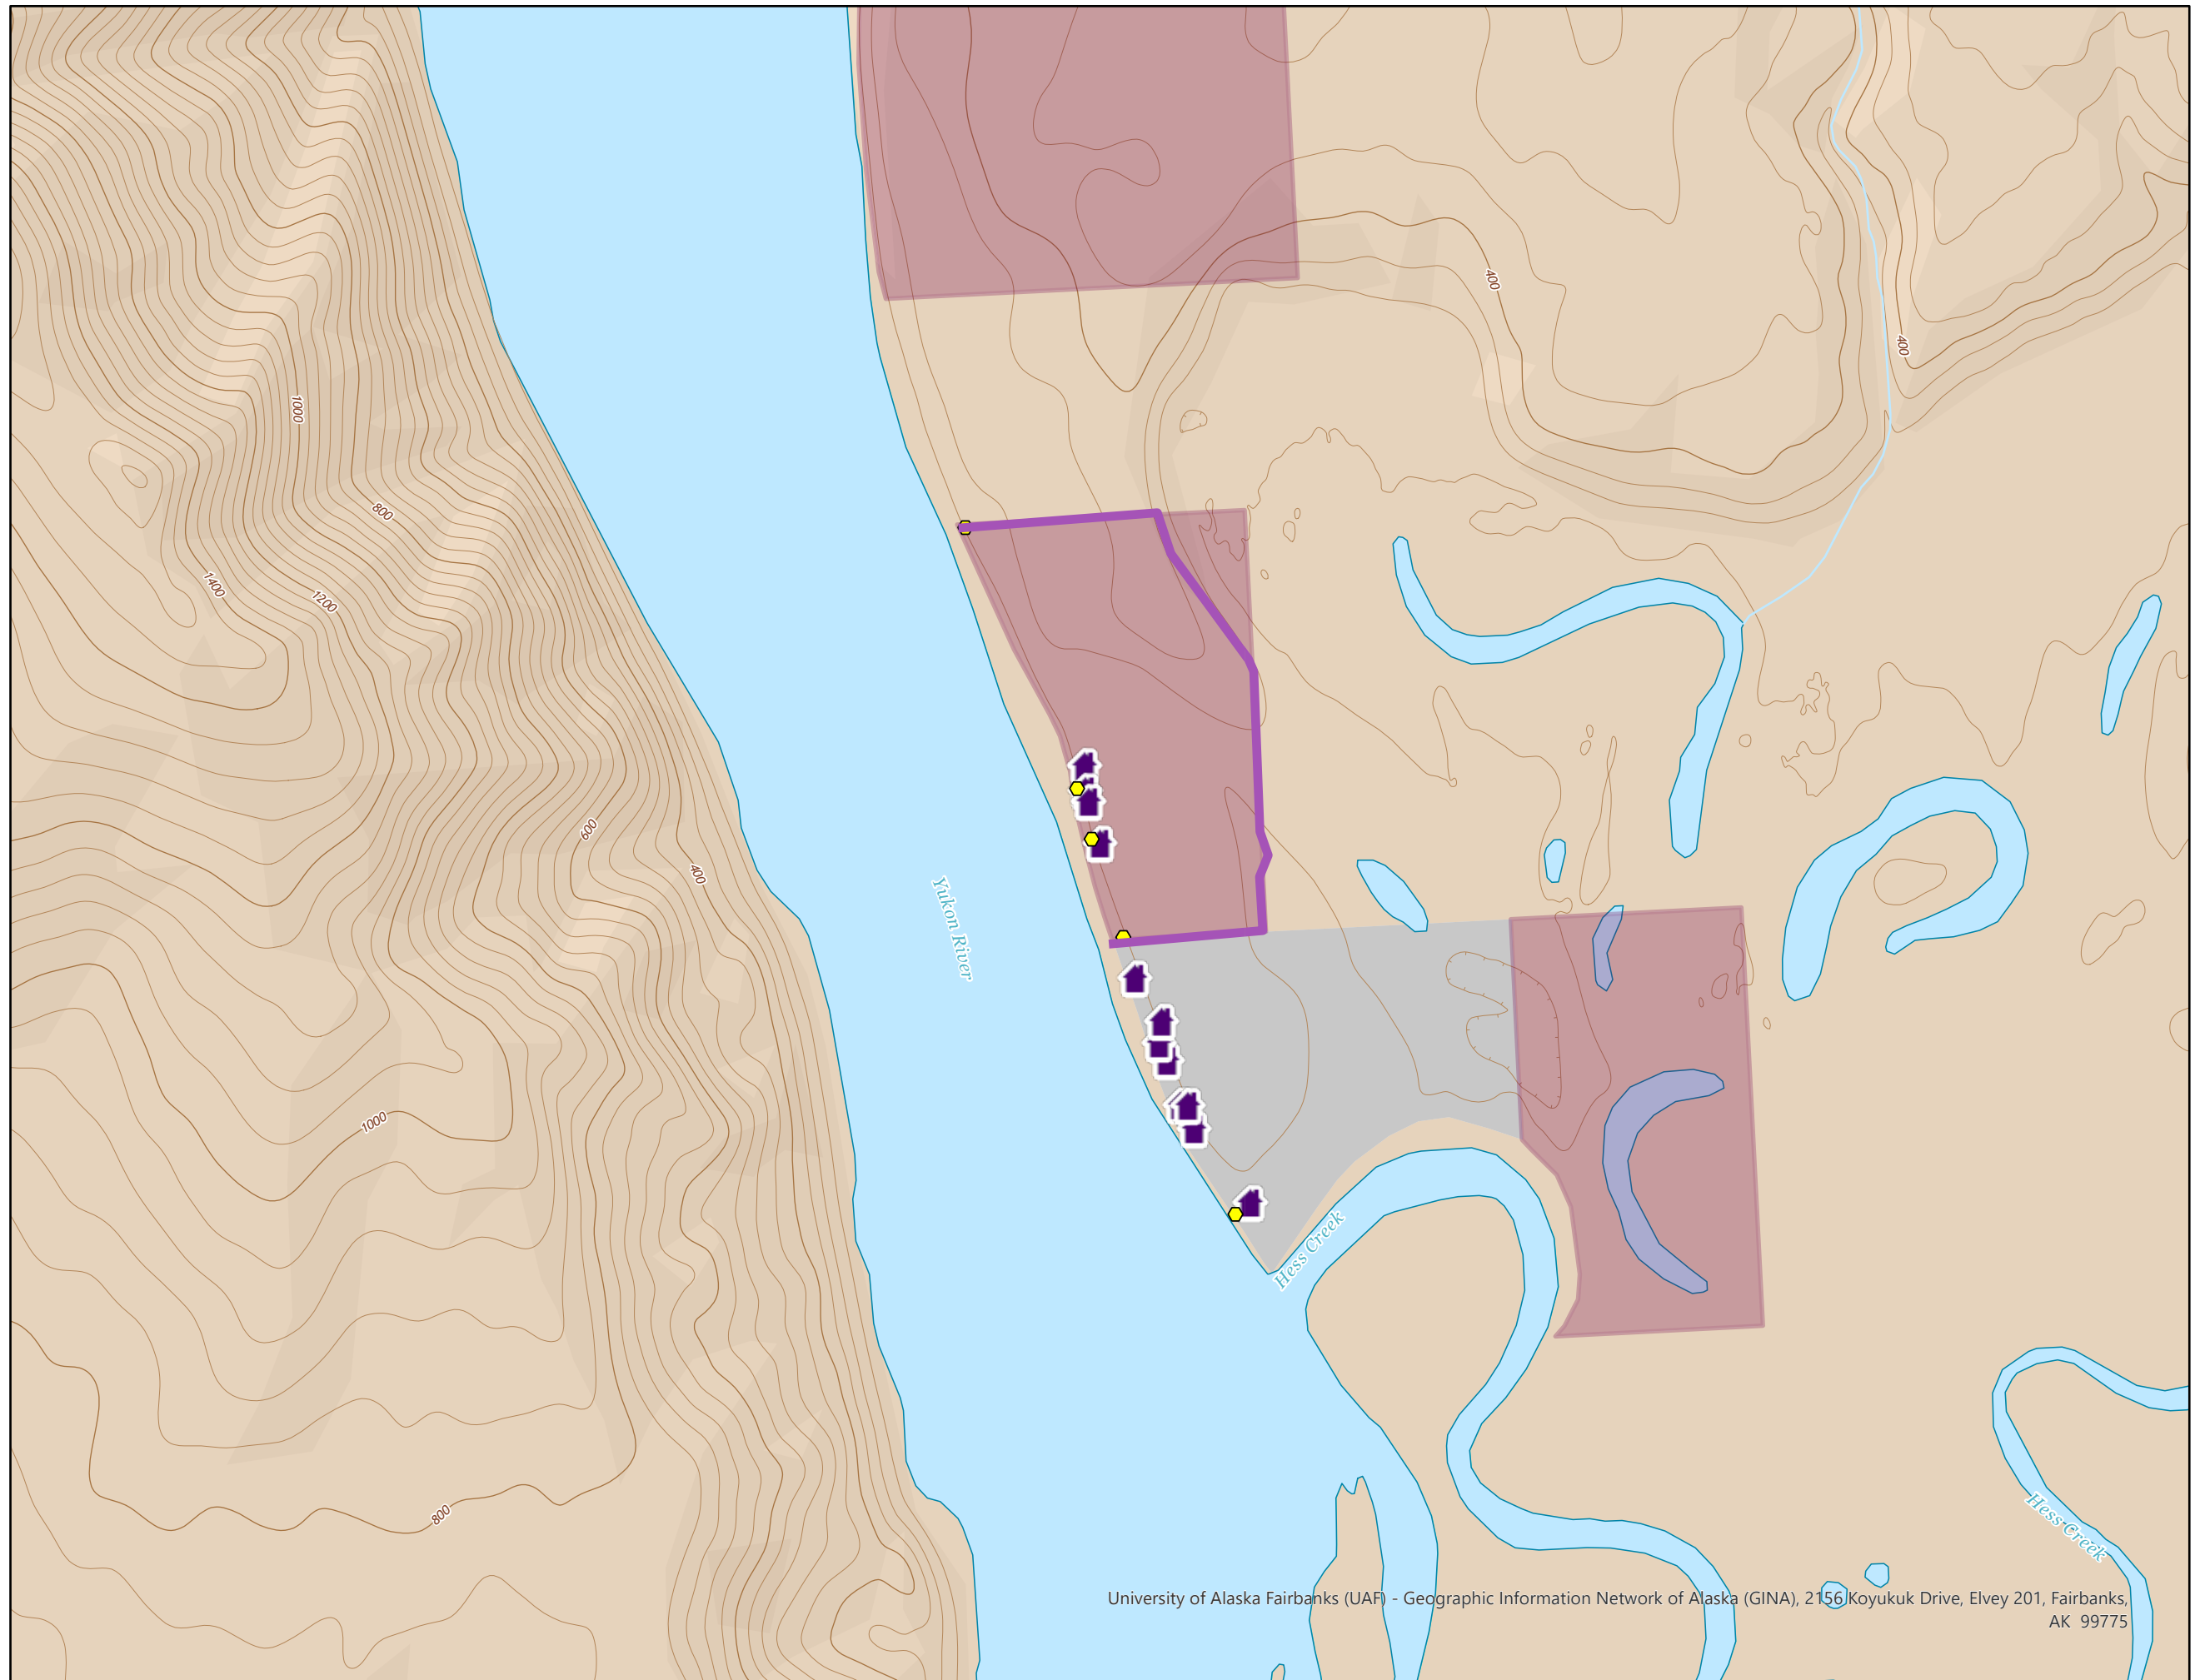 400
400
1000
800
1400
1200
600
400
Yukon River
1000
Hess Creek
800
Hess Creek
University of Alaska Fairbanks (UAF) - Geographic Information Network of Alaska (GINA), 2156 Koyukuk Drive, Elvey 201, Fairbanks,
AK 99775